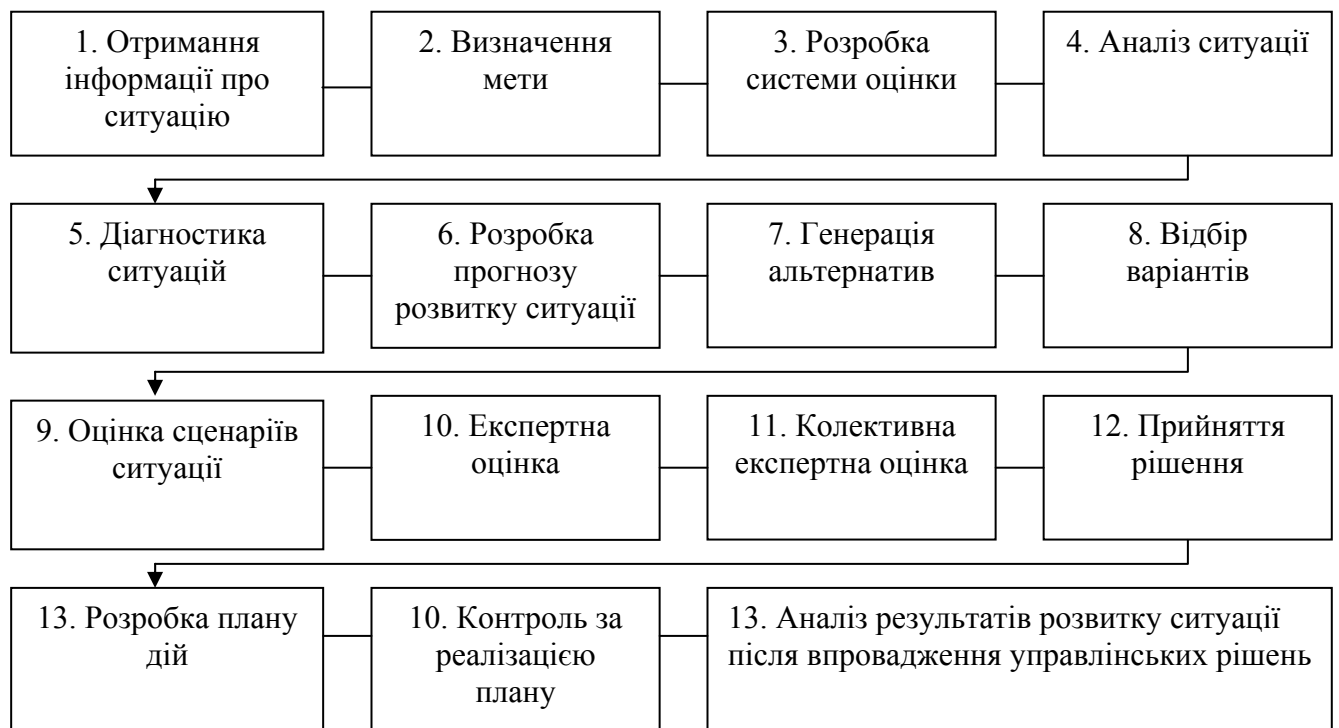 1. Отримання
інформації про
ситуацію
2. Визначення
мети
3. Розробка
системи оцінки
4. Аналіз ситуації
5. Діагностика
ситуацій
6. Розробка
прогнозу
розвитку ситуації
7. Генерація
альтернатив
8. Відбір
варіантів
9. Оцінка сценаріїв
ситуації
10. Експертна
оцінка
11. Колективна
експертна оцінка
12. Прийняття
рішення
13. Розробка плану
дій
10. Контроль за
реалізацією
плану
13. Аналіз результатів розвитку ситуації
після впровадження управлінських рішень